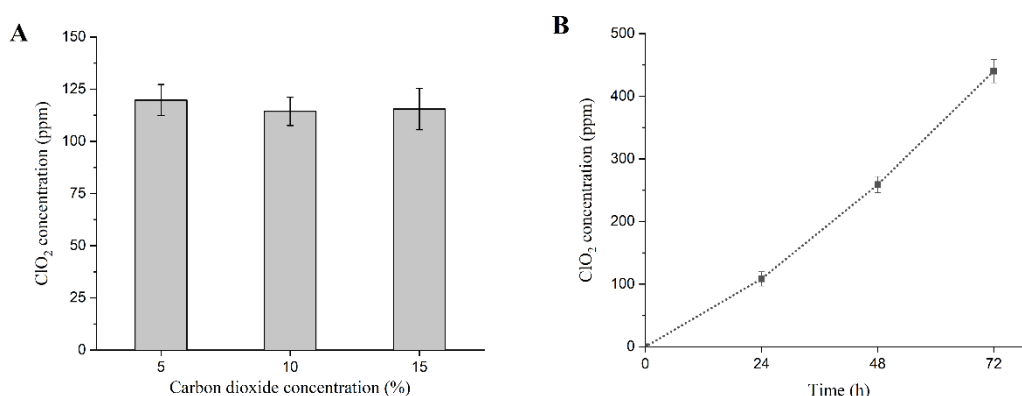 A
150
125
100
75
50
25
0
5 10 15
ClO₂ concentration (ppm)
Carbon dioxide concentration (%)
B
500
400
300
200
100
0
0 24 48 72
ClO₂ concentration (ppm)
Time (h)